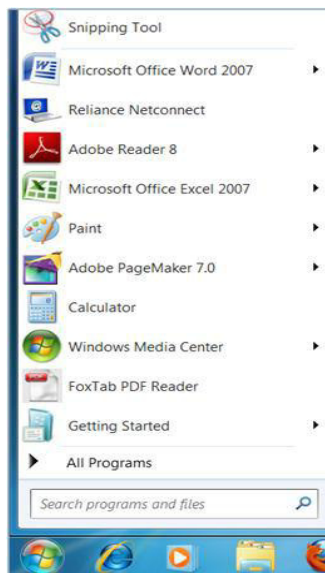 Snipping Tool
Microsoft Office Word 2007
Reliance Netconnect
Adobe Reader 8
Microsoft Office Excel 2007
Paint
Adobe PageMaker 7.0
Calculator
Windows Media Center
FoxTab PDF Reader
Getting Started
All Programs
Search programs and files